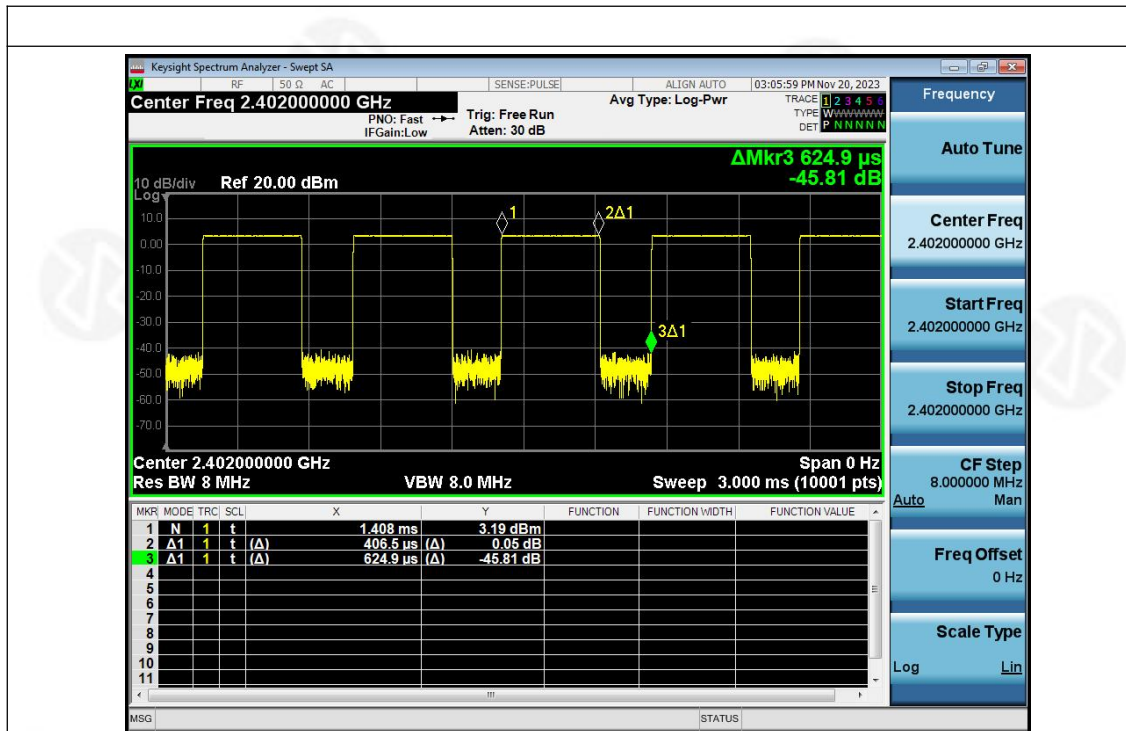 Keysight Spectrum Analyzer - Swept SA
LXI RF 50 Ω AC SENSE:PULSE ALIGN AUTO 03:05:59 PM Nov 20, 2023
Center Freq 2.402000000 GHz
PNO: Fast
IFGain:Low
Trig: Free Run
Atten: 30 dB
Avg Type: Log-Pwr
TRACE 1 2 3 4 5 6
TYPE W
DET P N N N N N
ΔMkr3 624.9 µs
-45.81 dB
10 dB/div Ref 20.00 dBm
Log
10.0
0.00
-10.0
-20.0
-30.0
-40.0
-50.0
-60.0
-70.0
1
2Δ1
3Δ1
Center 2.402000000 GHz Span 0 Hz
Res BW 8 MHz VBW 8.0 MHz Sweep 3.000 ms (10001 pts)
MKR MODE TRC SCL X Y FUNCTION FUNCTION WIDTH FUNCTION VALUE
1 N 1 t 1.408 ms 3.19 dBm
2 Δ1 1 t (Δ) 406.5 µs (Δ) 0.05 dB
3 Δ1 1 t (Δ) 624.9 µs (Δ) -45.81 dB
4
5
6
7
8
9
10
11
MSG STATUS
Frequency
Auto Tune
Center Freq
2.402000000 GHz
Start Freq
2.402000000 GHz
Stop Freq
2.402000000 GHz
CF Step
8.000000 MHz
Auto Man
Freq Offset
0 Hz
Scale Type
Log Lin